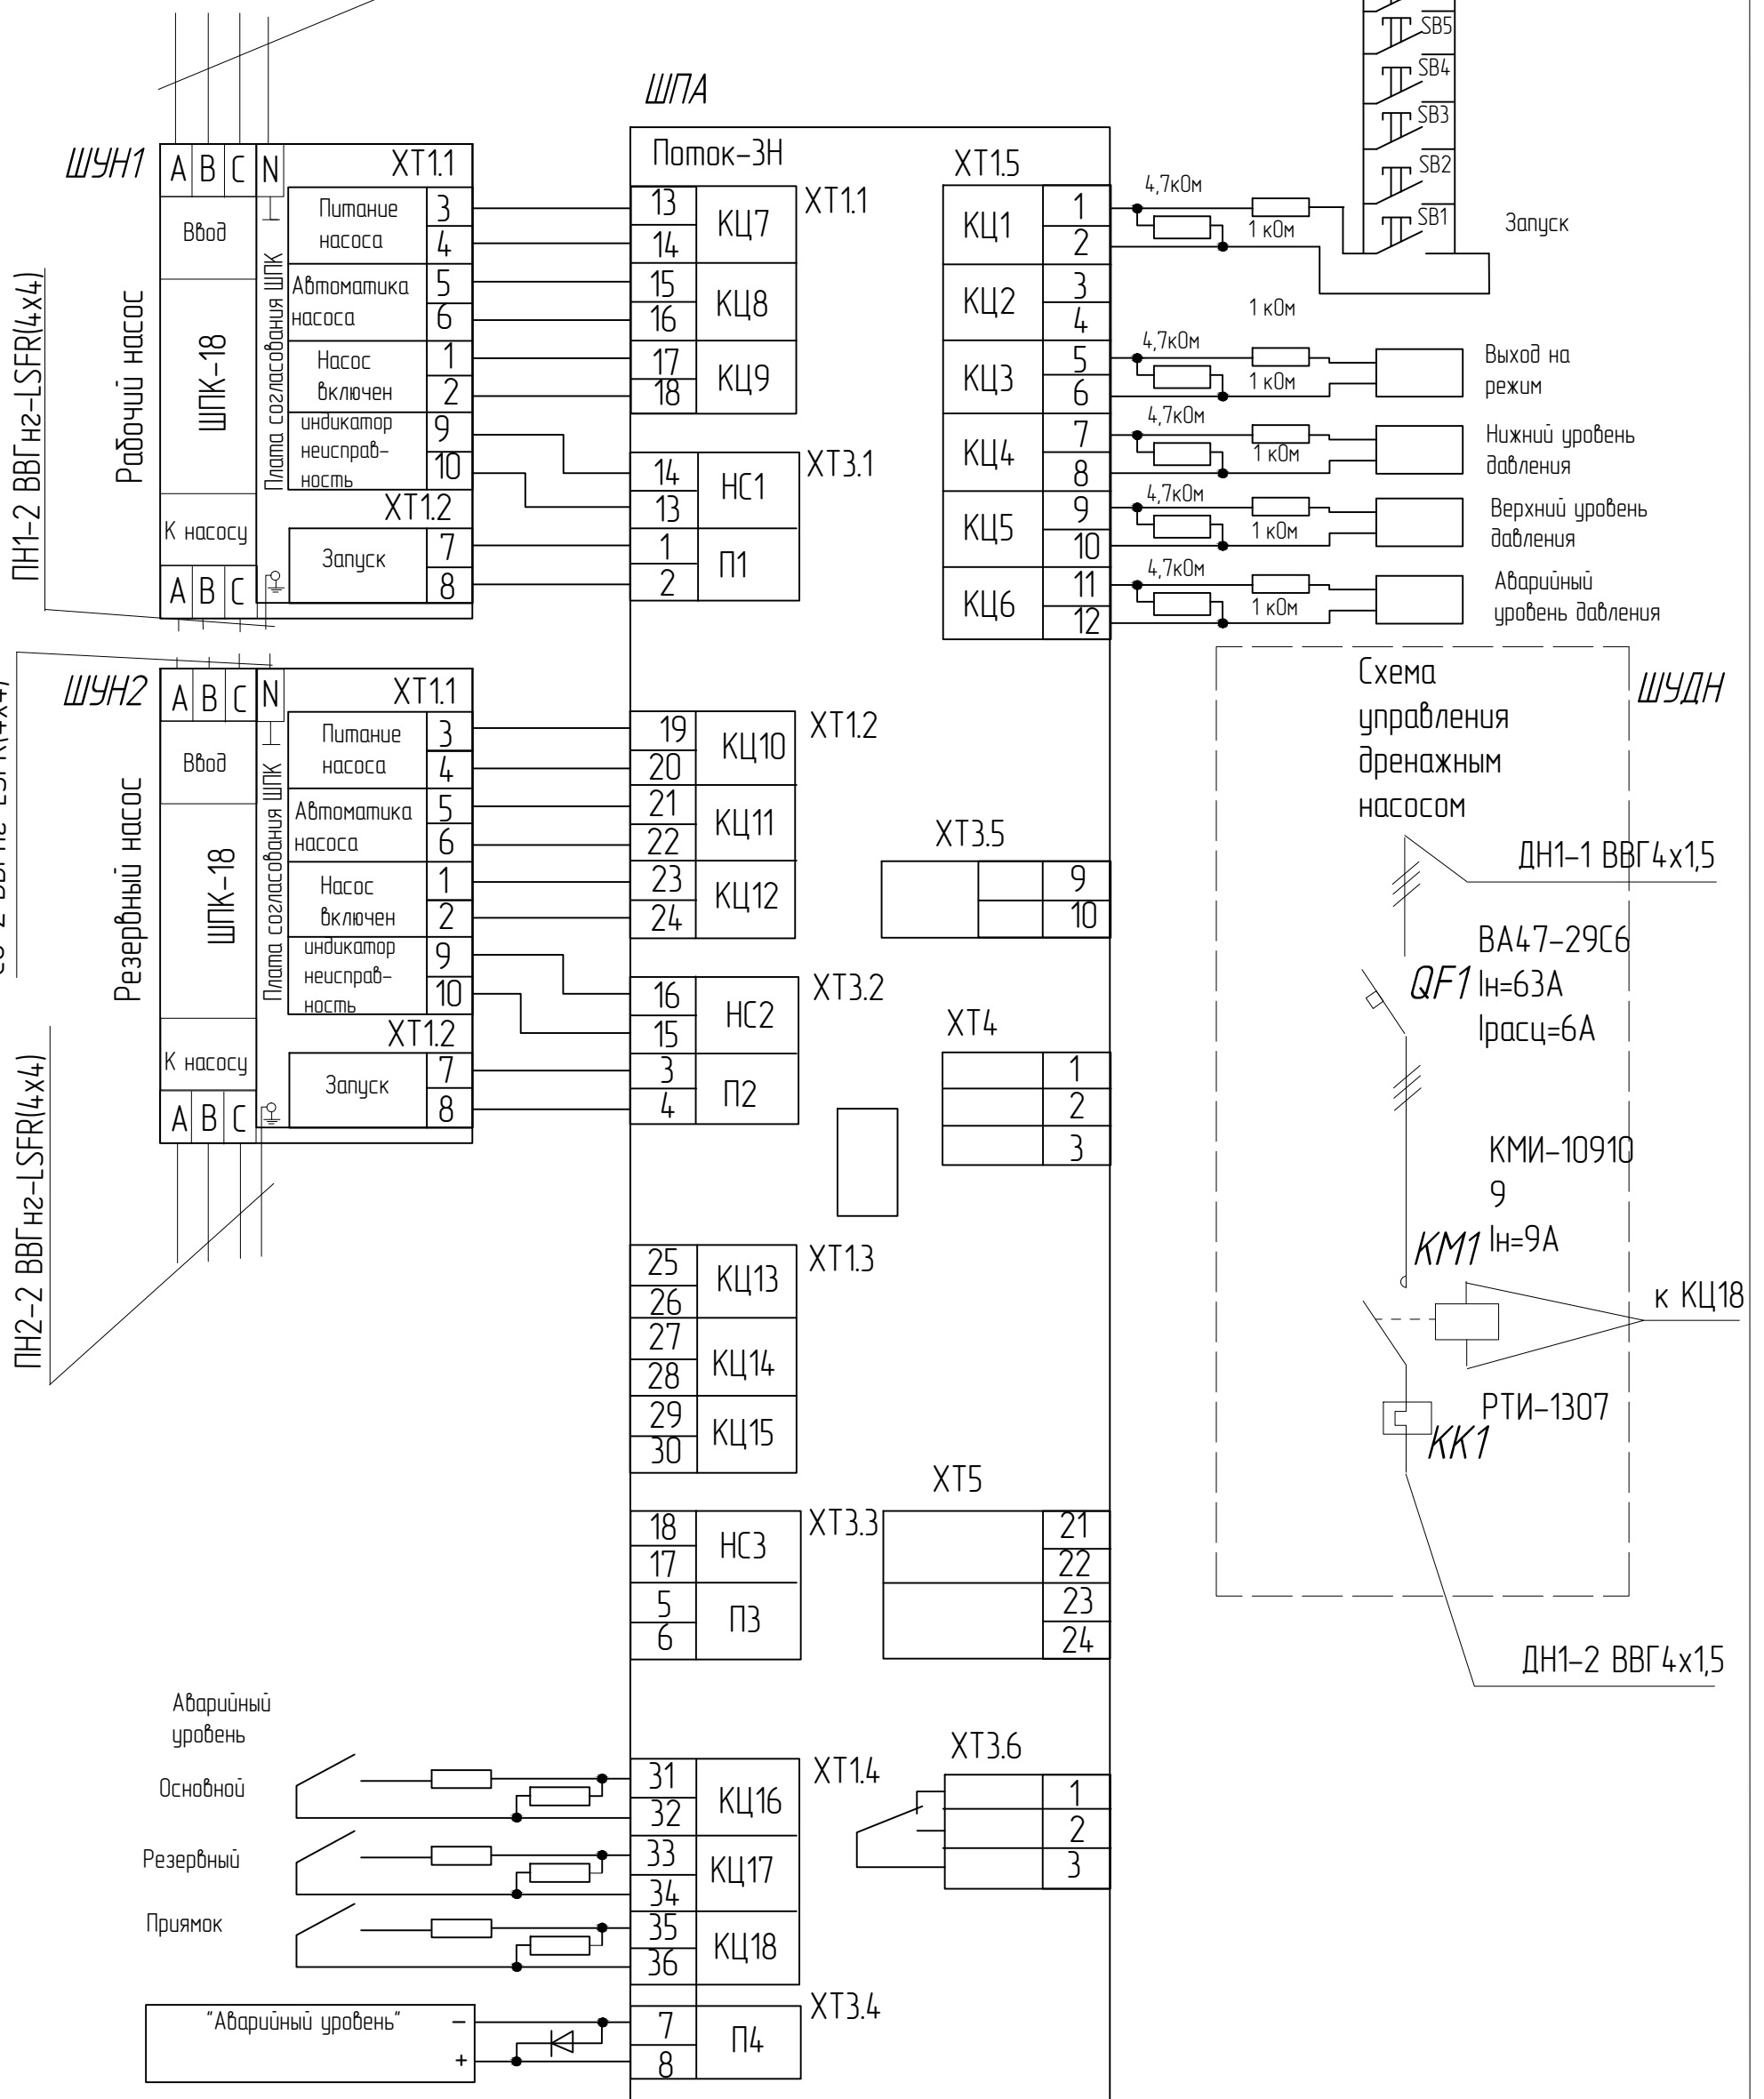 ШУН1
A B C N
XT1.1
Ввод
ШПК-18
К насосу
A B C
Плата согласования ШПК
Питание
насоса
3
4
Автоматика
насоса
5
6
Насос
включен
1
2
индикатор
неисправ-
ность
9
10
XT1.2
Запуск
7
8
Рабочий насос
ПН1-2 ВВГнг-LSFR(4x4)
ШУН2
A B C N
XT1.1
Ввод
ШПК-18
К насосу
A B C
Плата согласования ШПК
Питание
насоса
3
4
Автоматика
насоса
5
6
Насос
включен
1
2
индикатор
неисправ-
ность
9
10
XT1.2
Запуск
7
8
Резервный насос
ПН2-2 ВВГнг-LSFR(4x4)
ШПА
Поток-3Н
XT1.1
13
14
КЦ7
15
16
КЦ8
17
18
КЦ9
XT3.1
14
13
НС1
1
2
П1
XT1.2
19
20
КЦ10
21
22
КЦ11
23
24
КЦ12
XT3.2
16
15
НС2
3
4
П2
XT1.3
25
26
КЦ13
27
28
КЦ14
29
30
КЦ15
XT3.3
18
17
НС3
5
6
П3
Аварийный
уровень
Основной
Резервный
Приямок
XT1.4
31
32
КЦ16
33
34
КЦ17
35
36
КЦ18
"Аварийный уровень"
−
+
XT3.4
7
8
П4
XT1.5
КЦ1
1
2
КЦ2
3
4
КЦ3
5
6
КЦ4
7
8
КЦ5
9
10
КЦ6
11
12
XT3.5
9
10
XT4
1
2
3
XT5
21
22
23
24
XT3.6
1
2
3
SB5
SB4
SB3
SB2
SB1
Запуск
4,7кОм
1 кОм
1 кОм
4,7кОм
1 кОм
Выход на
режим
4,7кОм
1 кОм
Нижний уровень
давления
4,7кОм
1 кОм
Верхний уровень
давления
4,7кОм
1 кОм
Аварийный
уровень давления
ШУДН
Схема
управления
дренажным
насосом
ДН1-1 ВВГ4x1,5
QF1
ВА47-29С6
Iн=63А
Iрасц=6А
КМИ-10910
9
Iн=9А
KM1
к КЦ18
РТИ-1307
KK1
ДН1-2 ВВГ4x1,5